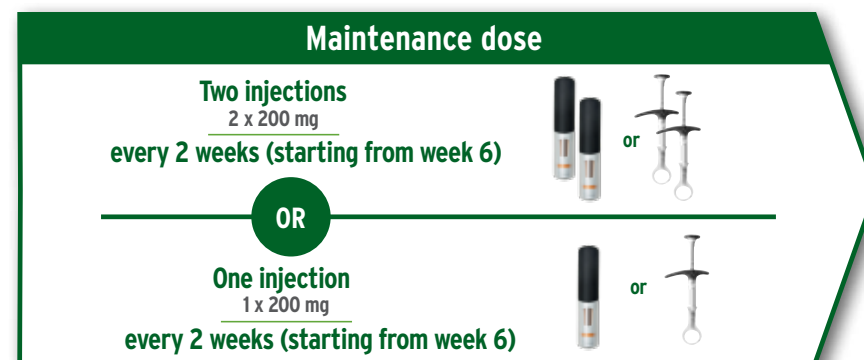 Maintenance dose
Two injections
2 x 200 mg
every 2 weeks (starting from week 6)
or
OR
One injection
1 x 200 mg
every 2 weeks (starting from week 6)
or